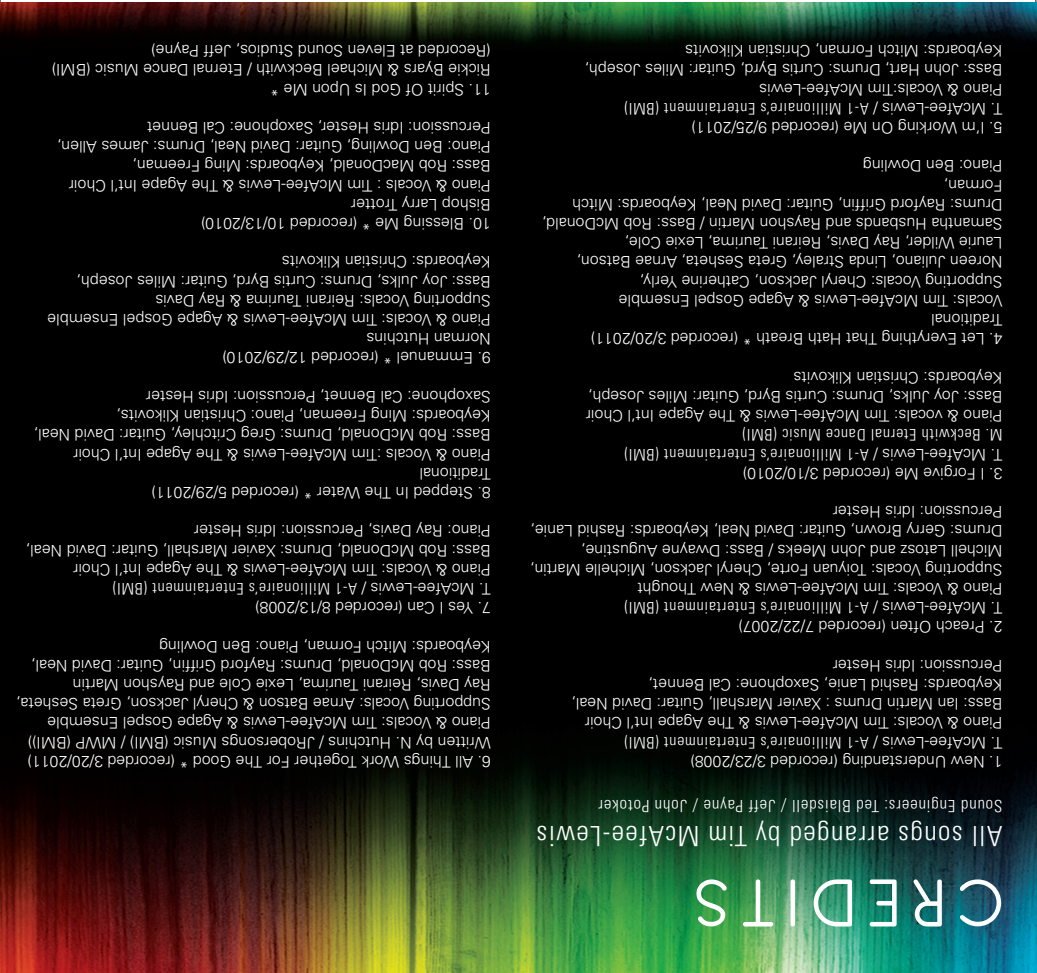 CREDITS
All songs arranged by Tim McAfee-Lewis
Sound Engineers: Ted Blaisdell / Jeff Payne / John Potoker
1. New Understanding (recorded 3/23/2008)
T. McAfee-Lewis / A-1 Millionaire's Entertainment (BMI)
Piano & Vocals: Tim McAfee-Lewis & The Agape Int'l Choir
Bass: Ian Martin Drums : Xavier Marshall, Guitar: David Neal,
Keyboards: Rashid Lanie, Saxophone: Cal Bennet,
Percussion: Idris Hester
2. Preach Often (recorded 7/22/2007)
T. McAfee-Lewis / A-1 Millionaire's Entertainment (BMI)
Piano & Vocals: Tim McAfee-Lewis & New Thought
Supporting Vocals: Toiyuan Forte, Cheryl Jackson, Michelle Martin,
Michell Latosz and John Meeks / Bass: Dwayne Augustine,
Drums: Gerry Brown, Guitar: David Neal, Keyboards: Rashid Lanie,
Percussion: Idris Hester
3. I Forgive Me (recorded 3/10/2010)
T. McAfee-Lewis / A-1 Millionaire's Entertainment (BMI)
M. Beckwith Eternal Dance Music (BMI)
Piano & vocals: Tim McAfee-Lewis & The Agape Int'l Choir
Bass: Joy Julks, Drums: Curtis Byrd, Guitar: Miles Joseph,
Keyboards: Christian Klikovits
4. Let Everything That Hath Breath * (recorded 3/20/2011)
Traditional
Vocals: Tim McAfee-Lewis & Agape Gospel Ensemble
Supporting Vocals: Cheryl Jackson, Catherine Yerly,
Noreen Juliano, Linda Straley, Greta Sesheta, Arnae Batson,
Laurie Wilder, Ray Davis, Reirani Taurima, Lexie Cole,
Samantha Husbands and Rayshon Martin / Bass: Rob McDonald,
Drums: Rayford Griffin, Guitar: David Neal, Keyboards: Mitch
Forman,
Piano: Ben Dowling
5. I'm Working On Me (recorded 9/25/2011)
T. McAfee-Lewis / A-1 Millionaire's Entertainment (BMI)
Piano & Vocals:Tim McAfee-Lewis
Bass: John Hart, Drums: Curtis Byrd, Guitar: Miles Joseph,
Keyboards: Mitch Forman, Christian Klikovits
6. All Things Work Together For The Good * (recorded 3/20/2011)
Written by N. Hutchins / JRobersongs Music (BMI) / MWP (BMI))
Piano & Vocals: Tim McAfee-Lewis & Agape Gospel Ensemble
Supporting Vocals: Arnae Batson & Cheryl Jackson, Greta Sesheta,
Ray Davis, Reirani Taurima, Lexie Cole and Rayshon Martin
Bass: Rob McDonald, Drums: Rayford Griffin, Guitar: David Neal,
Keyboards: Mitch Forman, Piano: Ben Dowling
7. Yes I Can (recorded 8/13/2008)
T. McAfee-Lewis / A-1 Millionaire's Entertainment (BMI)
Piano & Vocals: Tim McAfee-Lewis & The Agape Int'l Choir
Bass: Rob McDonald, Drums: Xavier Marshall, Guitar: David Neal,
Piano: Ray Davis, Percussion: Idris Hester
8. Stepped In The Water * (recorded 5/29/2011)
Traditional
Piano & Vocals :Tim McAfee-Lewis & The Agape Int'l Choir
Bass: Rob McDonald, Drums: Greg Critchley, Guitar: David Neal,
Keyboards: Ming Freeman, Piano: Christian Klikovits,
Saxophone: Cal Bennet, Percussion: Idris Hester
9. Emmanuel * (recorded 12/29/2010)
Norman Hutchins
Piano & Vocals: Tim McAfee-Lewis & Agape Gospel Ensemble
Supporting Vocals: Reirani Taurima & Ray Davis
Bass: Joy Julks, Drums: Curtis Byrd, Guitar: Miles Joseph,
Keyboards: Christian Klikovits
10. Blessing Me * (recorded 10/13/2010)
Bishop Larry Trotter
Piano & Vocals : Tim McAfee-Lewis & The Agape Int'l Choir
Bass: Rob MacDonald, Keyboards: Ming Freeman,
Piano: Ben Dowling, Guitar: David Neal, Drums: James Allen,
Percussion: Idris Hester, Saxophone: Cal Bennet
11. Spirit Of God Is Upon Me *
Rickie Byars & Michael Beckwith / Eternal Dance Music (BMI)
(Recorded at Eleven Sound Studios, Jeff Payne)